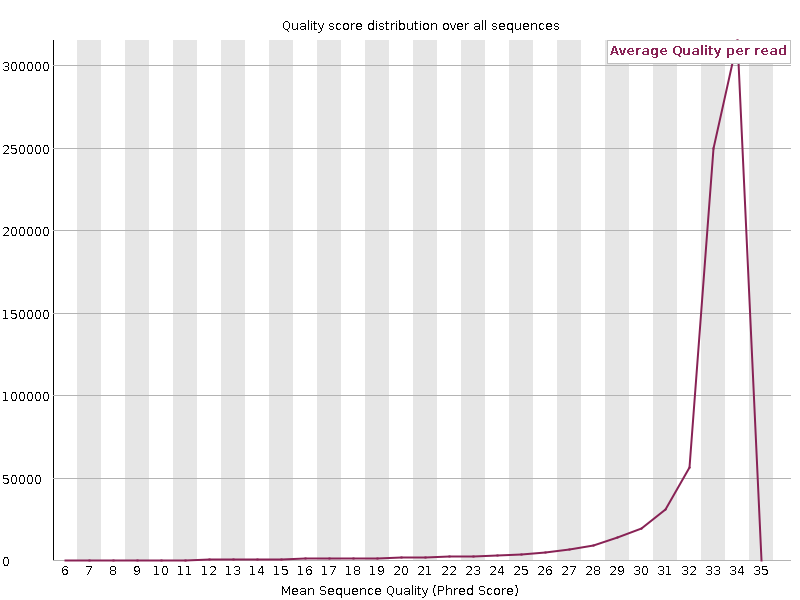 Quality score distribution over all sequences
Average Quality per read
300000
250000
200000
150000
100000
50000
0
6 7 8 9 10 11 12 13 14 15 16 17 18 19 20 21 22 23 24 25 26 27 28 29 30 31 32 33 34 35
Mean Sequence Quality (Phred Score)